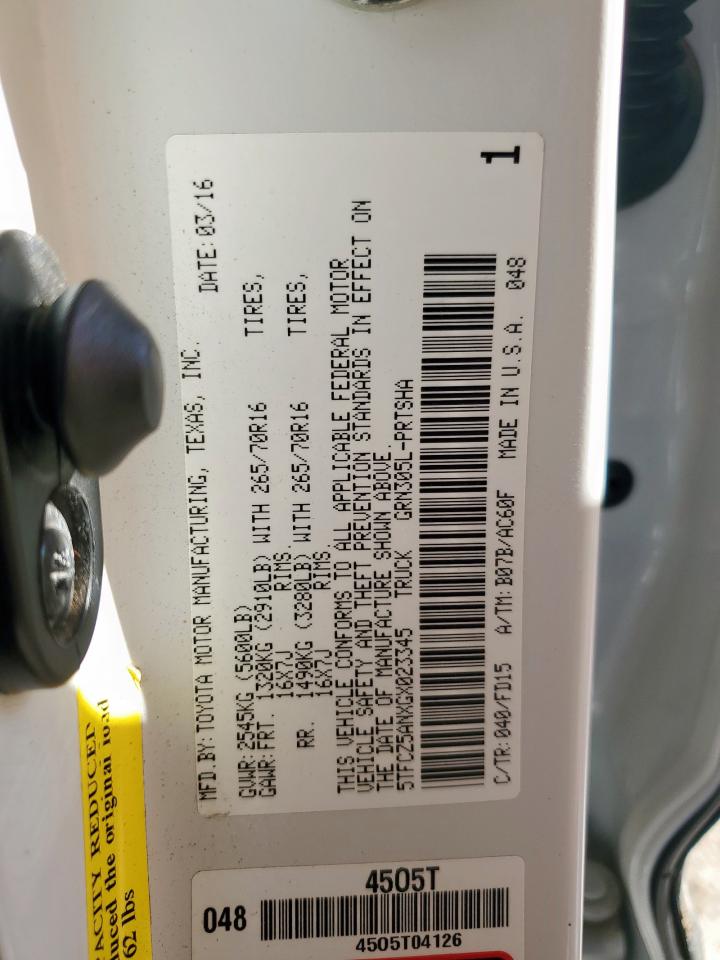 MFD.BY:TOYOTA MOTOR MANUFACTURING, TEXAS, INC. DATE:03/16
GVWR:2545KG (5600LB)
GAWR:FRT. 1320KG (2910LB) WITH 265/70R16 TIRES,
16X7J RIMS.
RR. 1490KG (3280LB) WITH 265/70R16 TIRES,
16X7J RIMS.
THIS VEHICLE CONFORMS TO ALL APPLICABLE FEDERAL MOTOR
VEHICLE SAFETY AND THEFT PREVENTION STANDARDS IN EFFECT ON
THE DATE OF MANUFACTURE SHOWN ABOVE.
5TFCZ5ANXGX023345 TRUCK GRN305L-PRTSHA
C/TR:040/FD15 A/TM:B07B/AC60F MADE IN U.S.A. 048
1
REDUCED
the original load
62 lbs
4505T
048
4505T04126